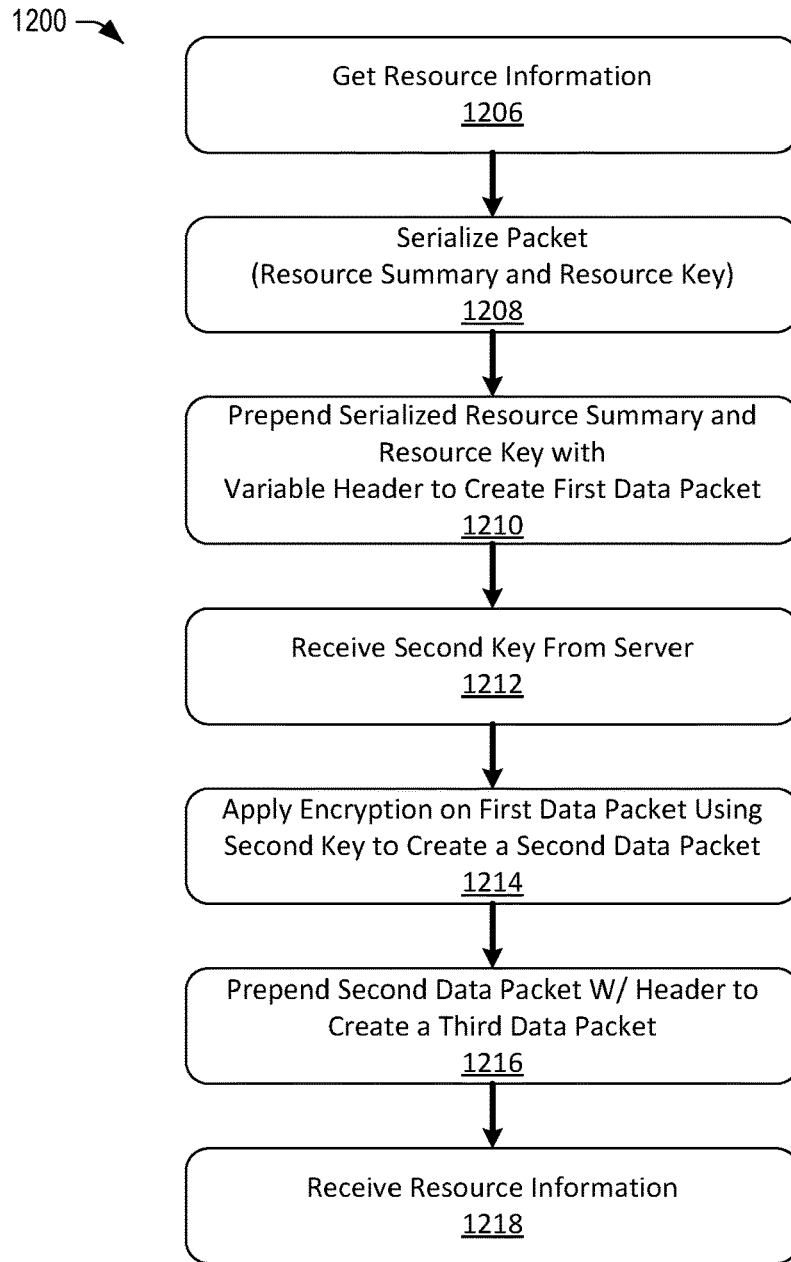 1200
Get Resource Information
1206
Serialize Packet
(Resource Summary and Resource Key)
1208
Prepend Serialized Resource Summary and
Resource Key with
Variable Header to Create First Data Packet
1210
Receive Second Key From Server
1212
Apply Encryption on First Data Packet Using
Second Key to Create a Second Data Packet
1214
Prepend Second Data Packet W/ Header to
Create a Third Data Packet
1216
Receive Resource Information
1218